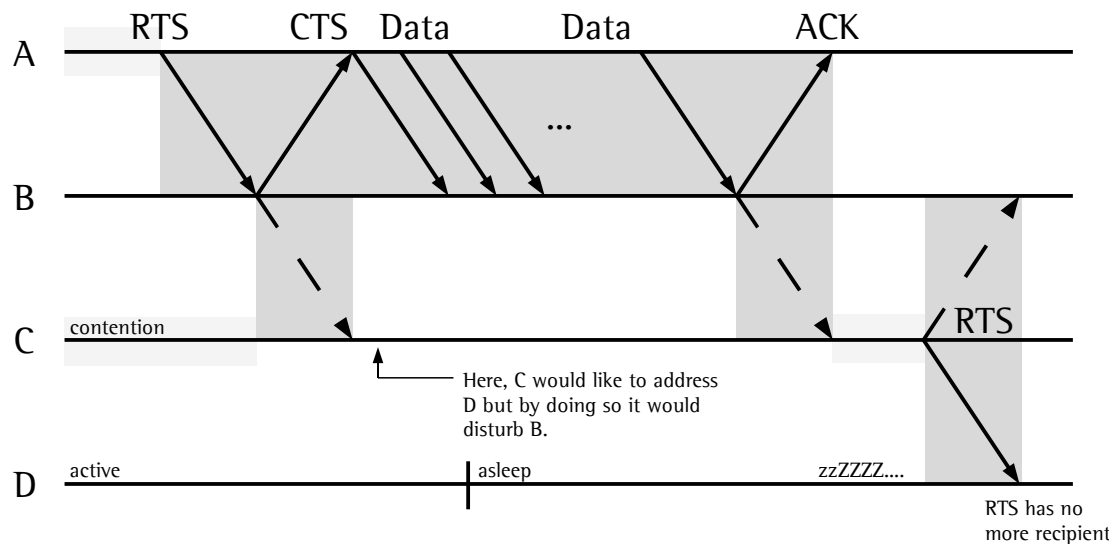 RTS CTS Data Data ACK
A
...
B
contention
RTS
C
Here, C would like to address
D but by doing so it would
disturb B.
active asleep zzZZZZ....
D
RTS has no
more recipient